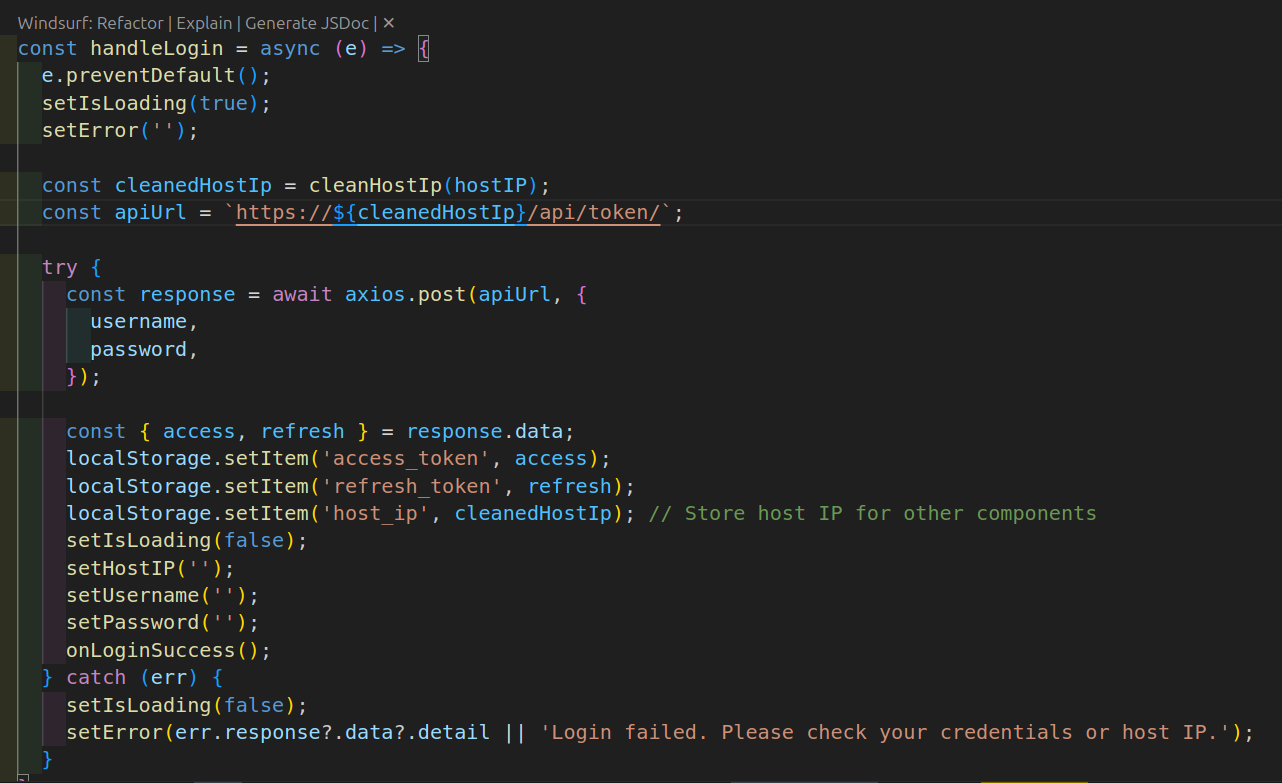 Windsurf: Refactor | Explain | Generate JSDoc | ✕
const handleLogin = async (e) => {
  e.preventDefault();
  setIsLoading(true);
  setError('');

  const cleanedHostIp = cleanHostIp(hostIP);
  const apiUrl = `https://${cleanedHostIp}/api/token/`;

  try {
    const response = await axios.post(apiUrl, {
      username,
      password,
    });

    const { access, refresh } = response.data;
    localStorage.setItem('access_token', access);
    localStorage.setItem('refresh_token', refresh);
    localStorage.setItem('host_ip', cleanedHostIp); // Store host IP for other components
    setIsLoading(false);
    setHostIP('');
    setUsername('');
    setPassword('');
    onLoginSuccess();
  } catch (err) {
    setIsLoading(false);
    setError(err.response?.data?.detail || 'Login failed. Please check your credentials or host IP.');
  }